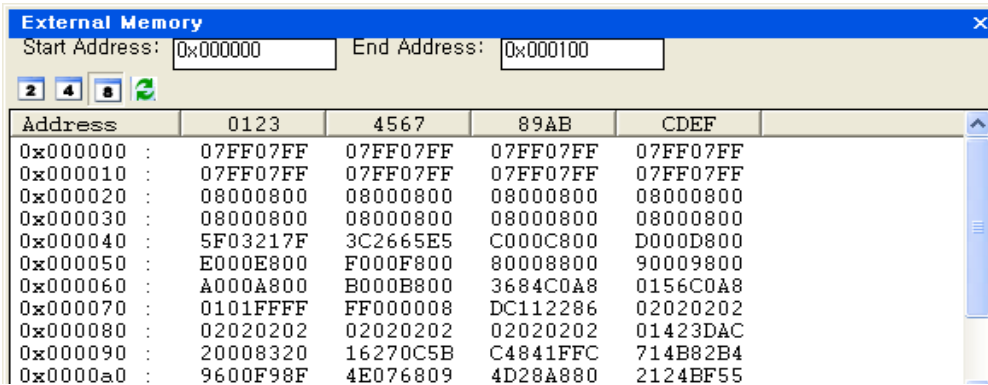 External Memory
Start Address: 0x000000 End Address: 0x000100
2 4 8
Address 0123 4567 89AB CDEF
0x000000 : 07FF07FF 07FF07FF 07FF07FF 07FF07FF
0x000010 : 07FF07FF 07FF07FF 07FF07FF 07FF07FF
0x000020 : 08000800 08000800 08000800 08000800
0x000030 : 08000800 08000800 08000800 08000800
0x000040 : 5F03217F 3C2665E5 C000C800 D000D800
0x000050 : E000E800 F000F800 80008800 90009800
0x000060 : A000A800 B000B800 3684C0A8 0156C0A8
0x000070 : 0101FFFF FF000008 DC112286 02020202
0x000080 : 02020202 02020202 02020202 01423DAC
0x000090 : 20008320 16270C5B C4841FFC 714B82B4
0x0000a0 : 9600F98F 4E076809 4D28A880 2124BF55